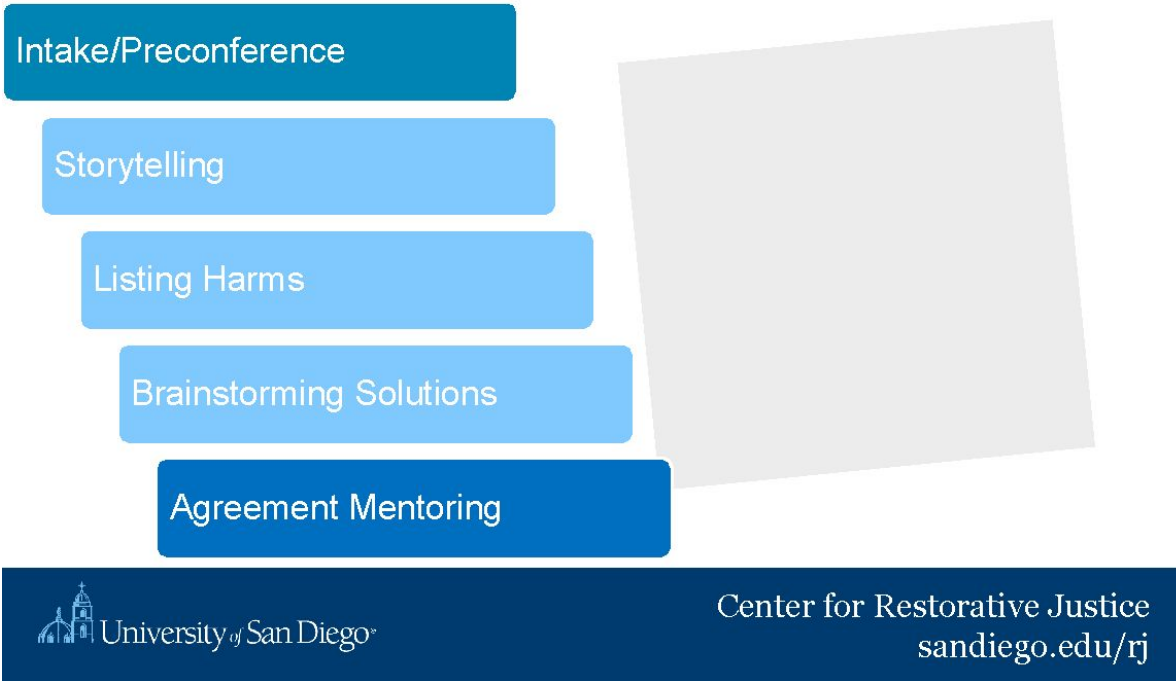 Intake/Preconference
Storytelling
Listing Harms
Brainstorming Solutions
Agreement Mentoring
University of San Diego®
Center for Restorative Justice
sandiego.edu/rj